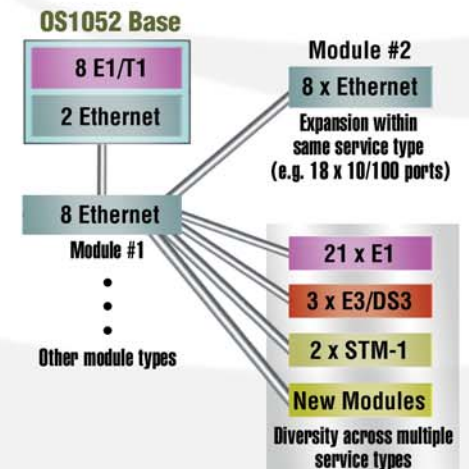 OS1052 Base
8 E1/T1
2 Ethernet
8 Ethernet
Module #1
Other module types
Module #2
8 x Ethernet
Expansion within
same service type
(e.g. 18 x 10/100 ports)
21 x E1
3 x E3/DS3
2 x STM-1
New Modules
Diversity across multiple
service types